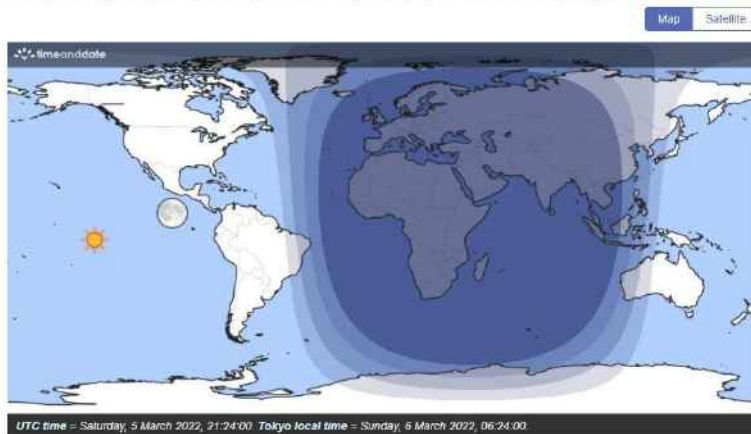 Map Satellite
timeanddate
UTC time = Saturday, 5 March 2022, 21:24:00. Tokyo local time = Sunday, 6 March 2022, 06:24:00.